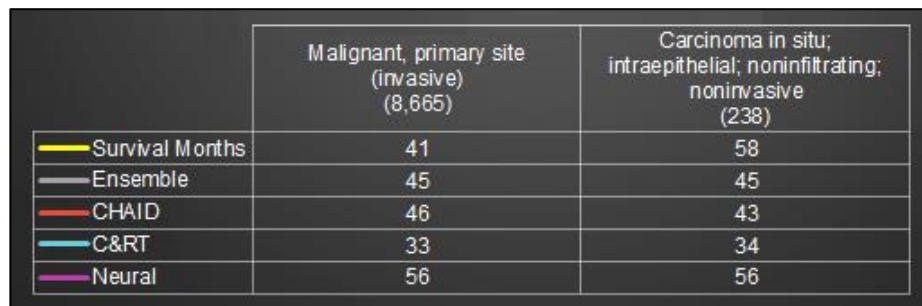 Malignant, primary site
(invasive)
(8,665)
Carcinoma in situ;
intraepithelial; noninfiltrating;
noninvasive
(238)
Survival Months 41 58
Ensemble 45 45
CHAID 46 43
C&RT 33 34
Neural 56 56